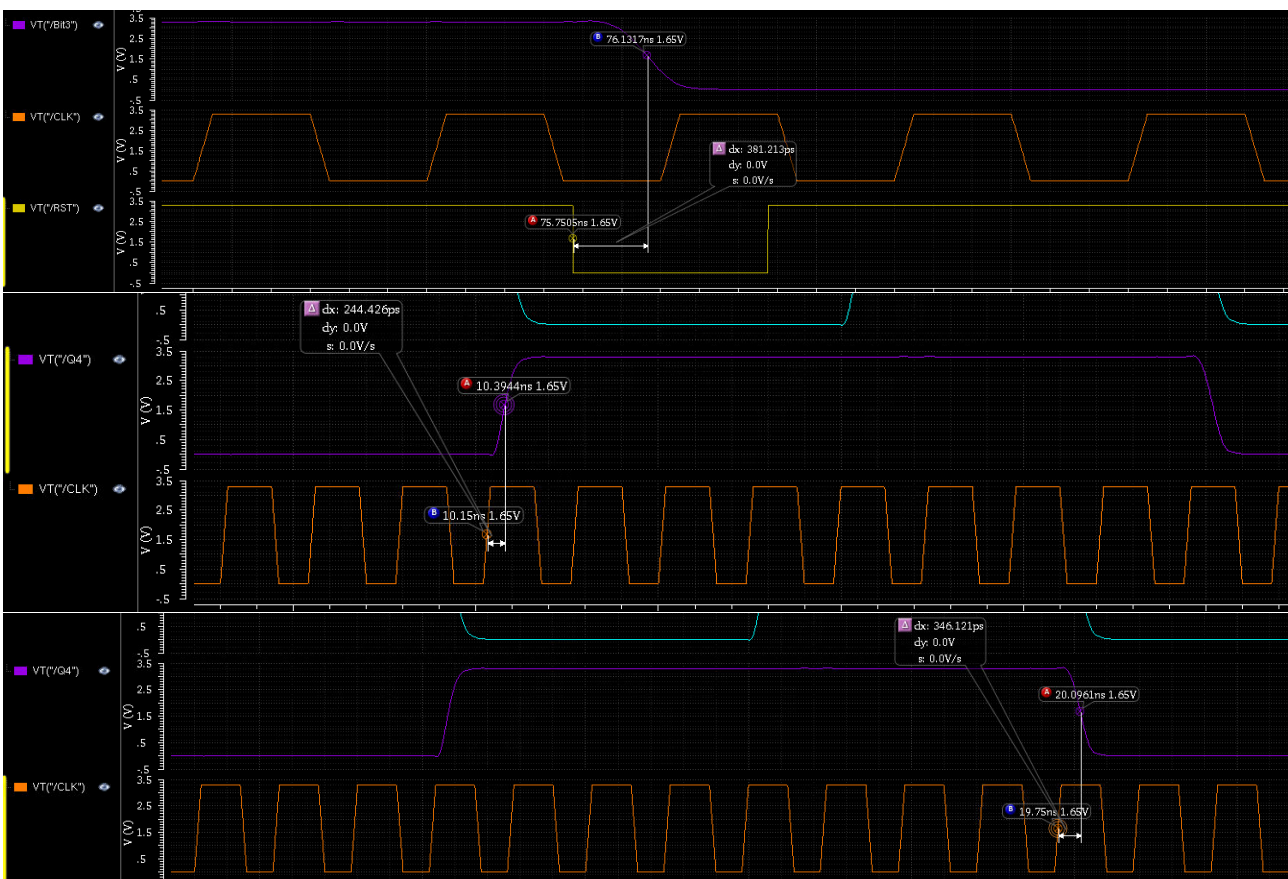 VT("/Bit3")
V (V)
3.5
2.5
1.5
.5
-.5
B 76.1317ns 1.65V
VT("/CLK")
V (V)
3.5
2.5
1.5
.5
-.5
Δ dx: 381.213ps
dy: 0.0V
s: 0.0V/s
VT("/RST")
V (V)
3.5
2.5
1.5
.5
-.5
A 75.7505ns 1.65V
.5
-.5
Δ dx: 244.426ps
dy: 0.0V
s: 0.0V/s
VT("/Q4")
V (V)
3.5
2.5
1.5
.5
-.5
A 10.3944ns 1.65V
VT("/CLK")
V (V)
3.5
2.5
1.5
.5
-.5
B 10.15ns 1.65V
.5
-.5
Δ dx: 346.121ps
dy: 0.0V
s: 0.0V/s
VT("/Q4")
V (V)
3.5
2.5
1.5
.5
-.5
A 20.0961ns 1.65V
VT("/CLK")
V (V)
3.5
2.5
1.5
.5
B 19.75ns 1.65V